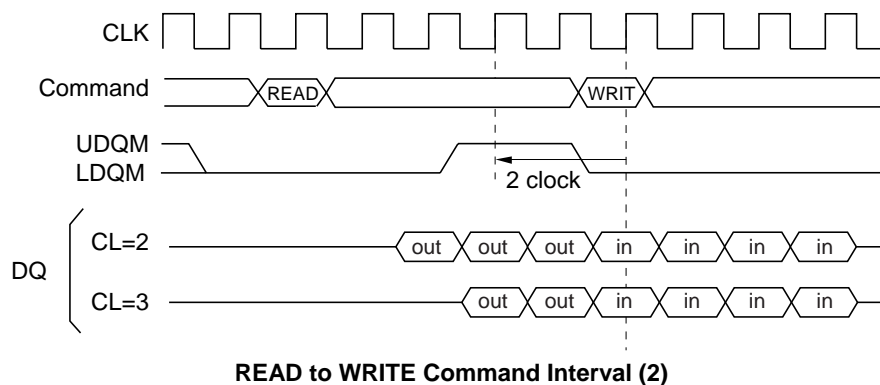 CLK
Command READ WRIT
UDQM
LDQM
2 clock
DQ
CL=2 out out out in in in in
CL=3 out out in in in in
READ to WRITE Command Interval (2)